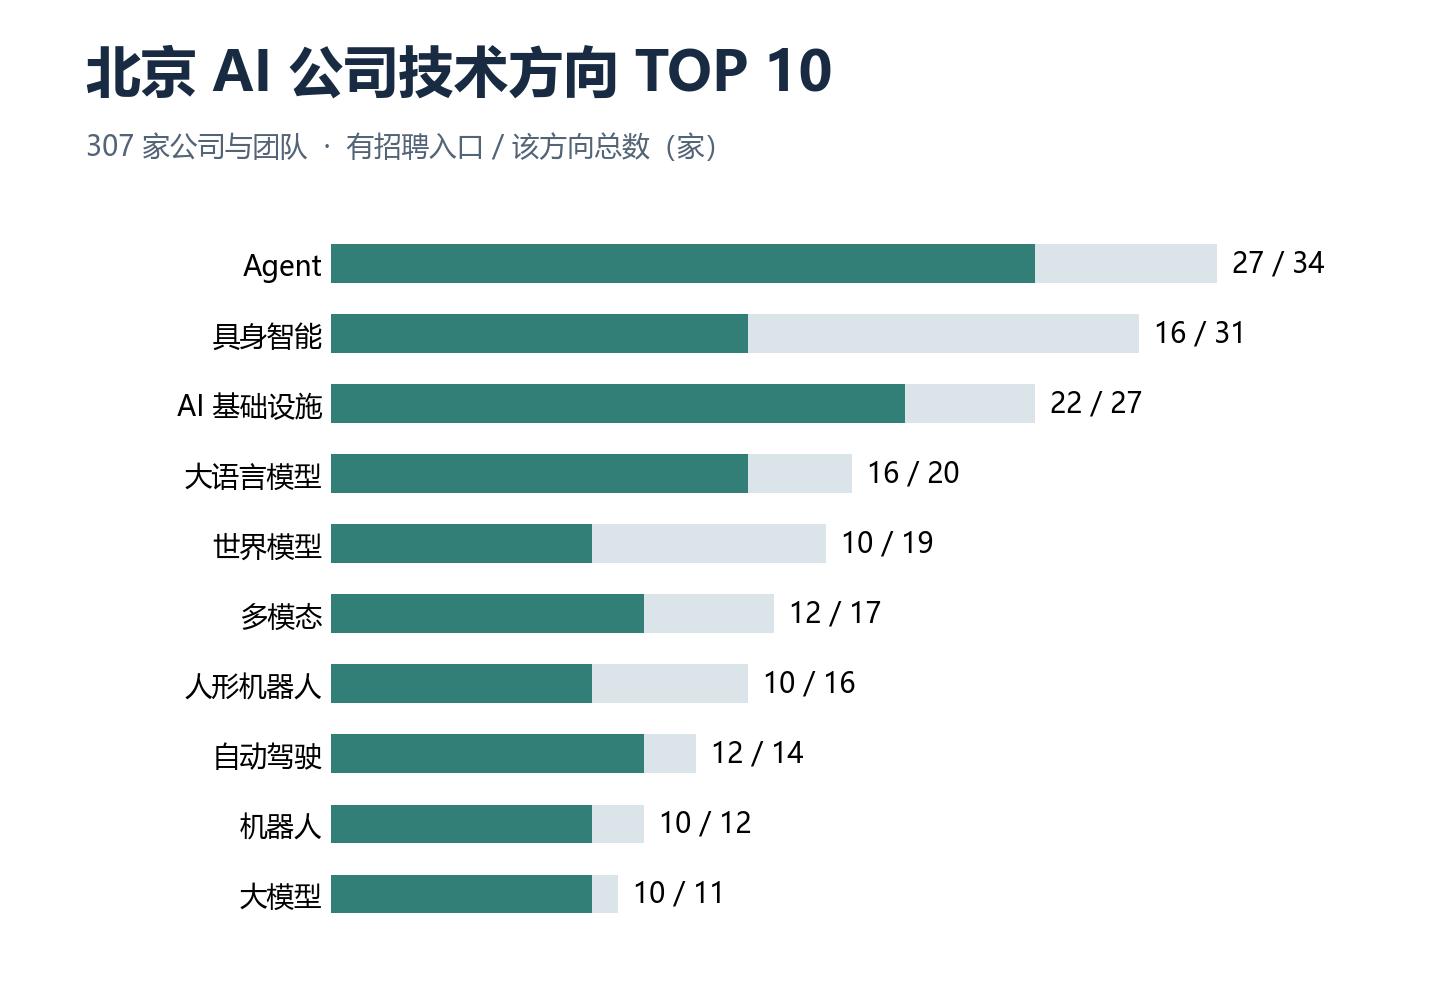 北京 AI 公司技术方向 TOP 10
307 家公司与团队 · 有招聘入口 / 该方向总数（家）
Agent 27 / 34
具身智能 16 / 31
AI 基础设施 22 / 27
大语言模型 16 / 20
世界模型 10 / 19
多模态 12 / 17
人形机器人 10 / 16
自动驾驶 12 / 14
机器人 10 / 12
大模型 10 / 11